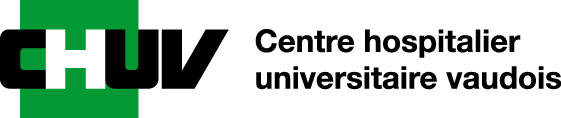 CHUV
Centre hospitalier
universitaire vaudois